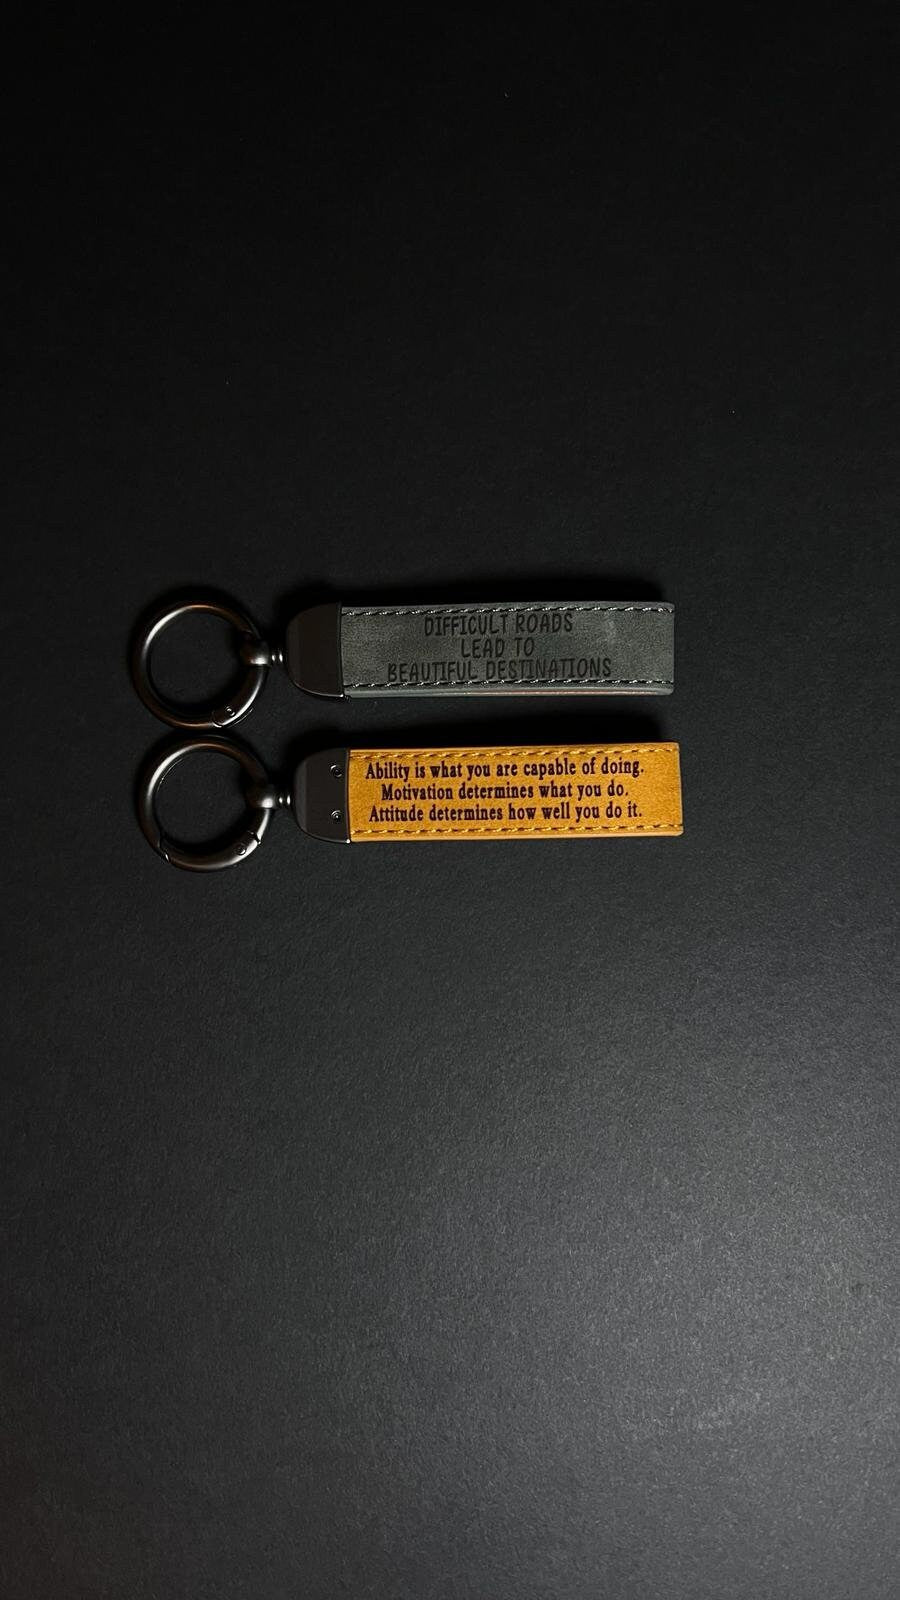 DIFFICULT ROADS
LEAD TO
BEAUTIFUL DESTINATIONS
Ability is what you are capable of doing.
Motivation determines what you do.
Attitude determines how well you do it.